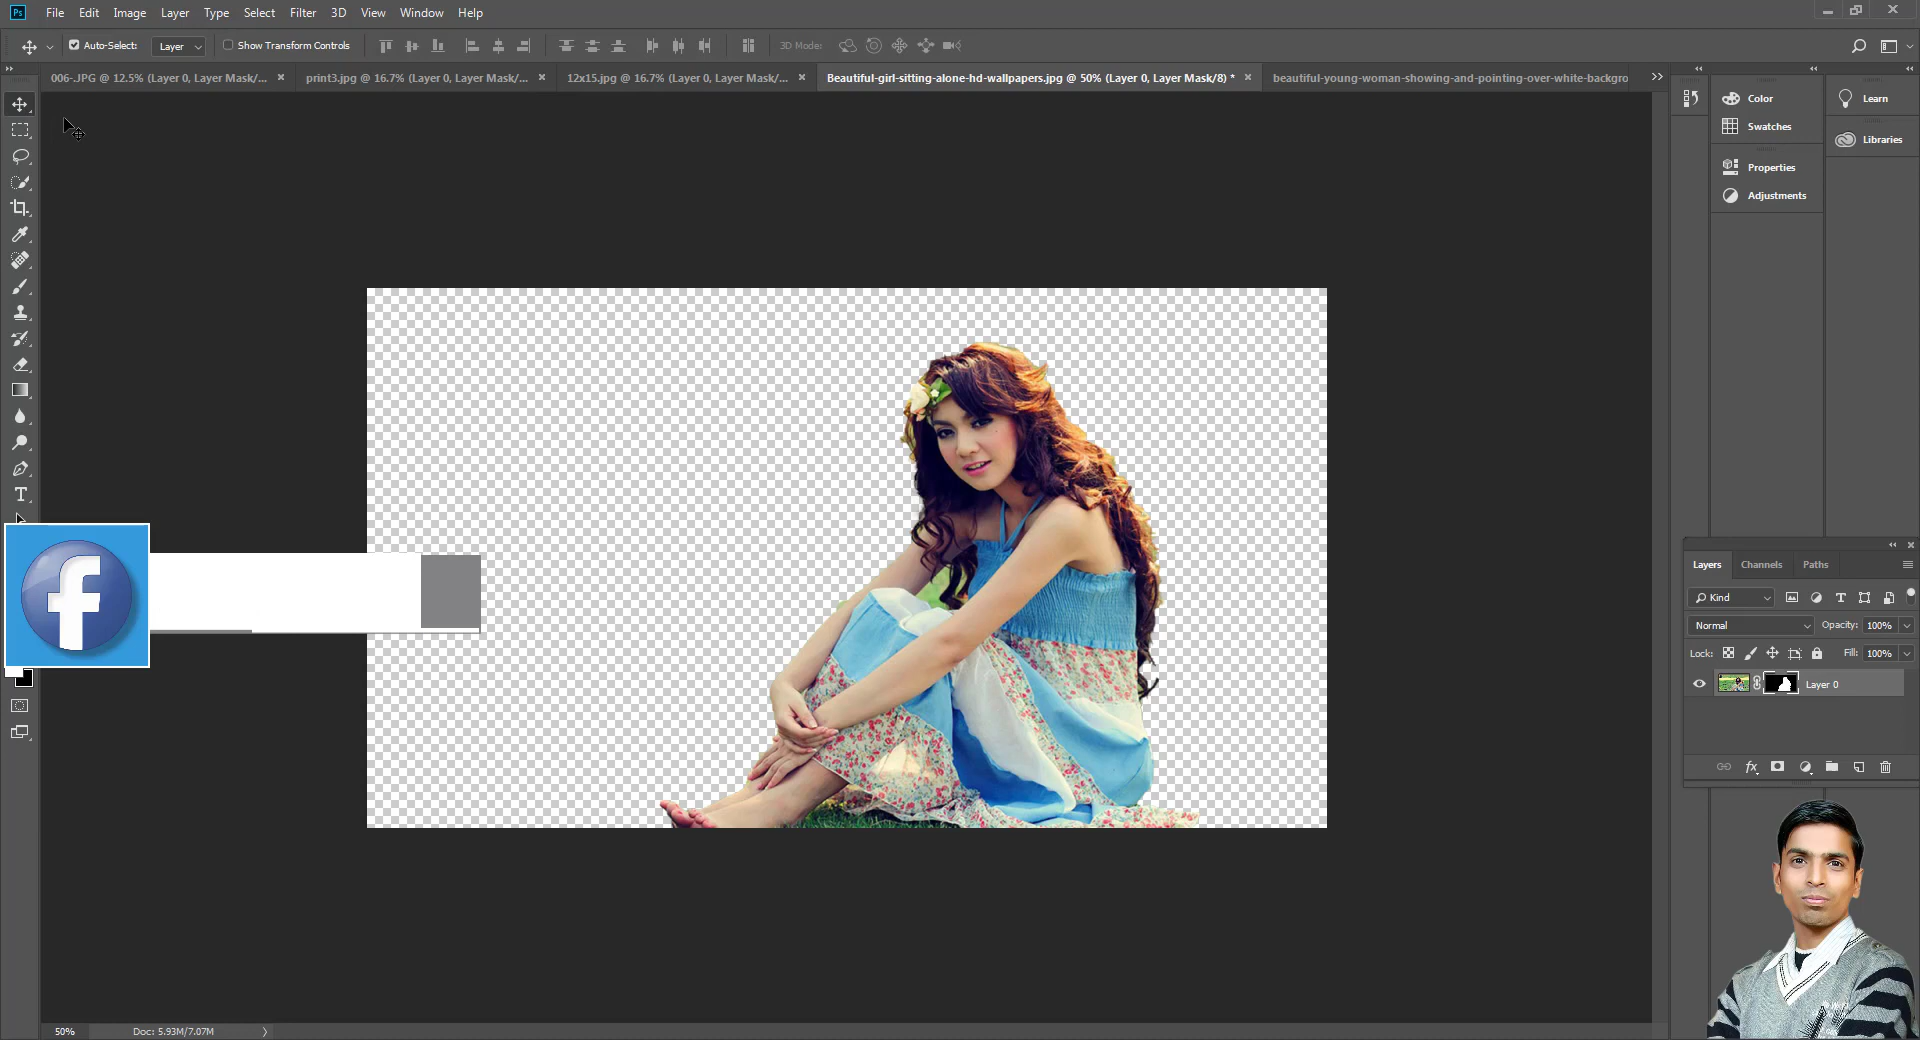 Ps File Edit Image Layer Type Select Filter 3D View Window Help
Auto-Select: Layer Show Transform Controls 3D Mode:
006-.JPG @ 12.5% (Layer 0, Layer Mask/... print3.jpg @ 16.7% (Layer 0, Layer Mask/... 12x15.jpg @ 16.7% (Layer 0, Layer Mask/... Beautiful-girl-sitting-alone-hd-wallpapers.jpg @ 50% (Layer 0, Layer Mask/8) * beautiful-young-woman-showing-and-pointing-over-white-backgro
Color
Swatches
Properties
Adjustments
Learn
Libraries
T
f
Layers Channels Paths
Kind
Normal Opacity: 100%
Lock: Fill: 100%
Layer 0
fx
50% Doc: 5.93M/7.07M